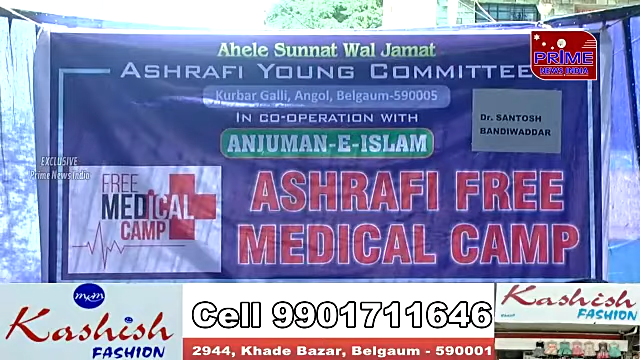 Ahele Sunnat Wal Jamat
ASHRAFI YOUNG COMMITTEE
Kurbar Galli, Angol, Belgaum-590005
IN CO-OPERATION WITH
ANJUMAN-E-ISLAM
Dr. SANTOSH
BANDIWADDAR
PRIME
NEWS INDIA
EXCLUSIVE
Prime News India
FREE
MEDICAL
CAMP
ASHRAFI FREE
MEDICAL CAMP
mkm
Kashish
FASHION
Cell 9901711646
2944, Khade Bazar, Belgaum - 590001
Kashish
FASHION